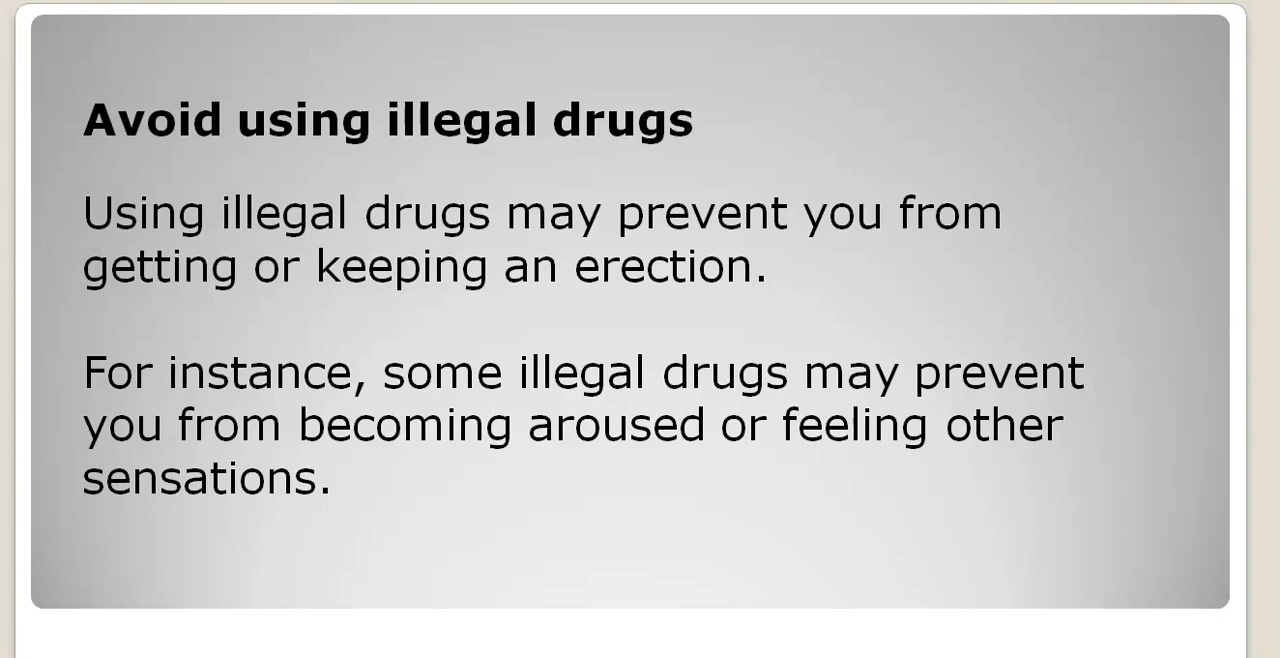 Avoid using illegal drugs
Using illegal drugs may prevent you from
getting or keeping an erection.
For instance, some illegal drugs may prevent
you from becoming aroused or feeling other
sensations.